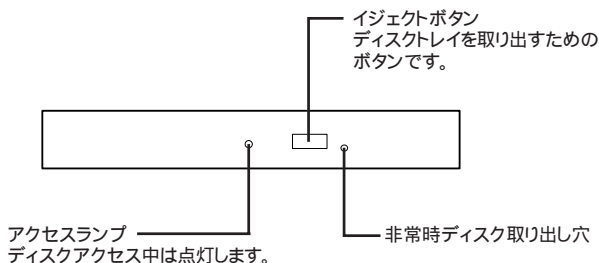 イジェクトボタン
ディスクトレイを取り出すための
ボタンです。
アクセスランプ
ディスクアクセス中は点灯します。
非常時ディスク取り出し穴